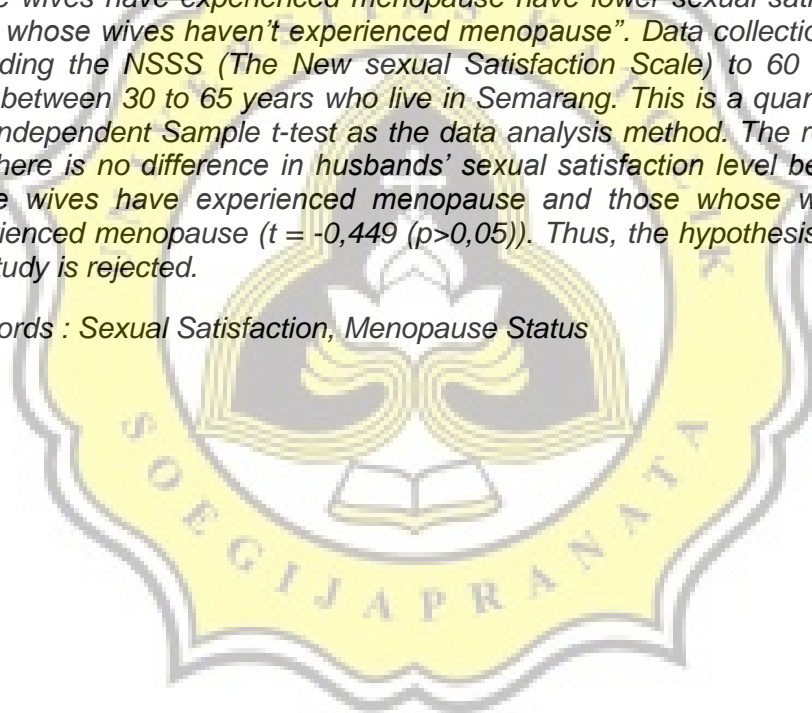 e wives have experienced menopause have lower sexual sati
whose wives haven't experienced menopause". Data collectio
ding the NSSS (The New sexual Satisfaction Scale) to 60
between 30 to 65 years who live in Semarang. This is a quan
ndependent Sample t-test as the data analysis method. The r
here is no difference in husbands' sexual satisfaction level be
e wives have experienced menopause and those whose w
ienced menopause (t = -0,449 (p>0,05)). Thus, the hypothesis
tudy is rejected.
ords : Sexual Satisfaction, Menopause Status
SOEGIJAPRANATA